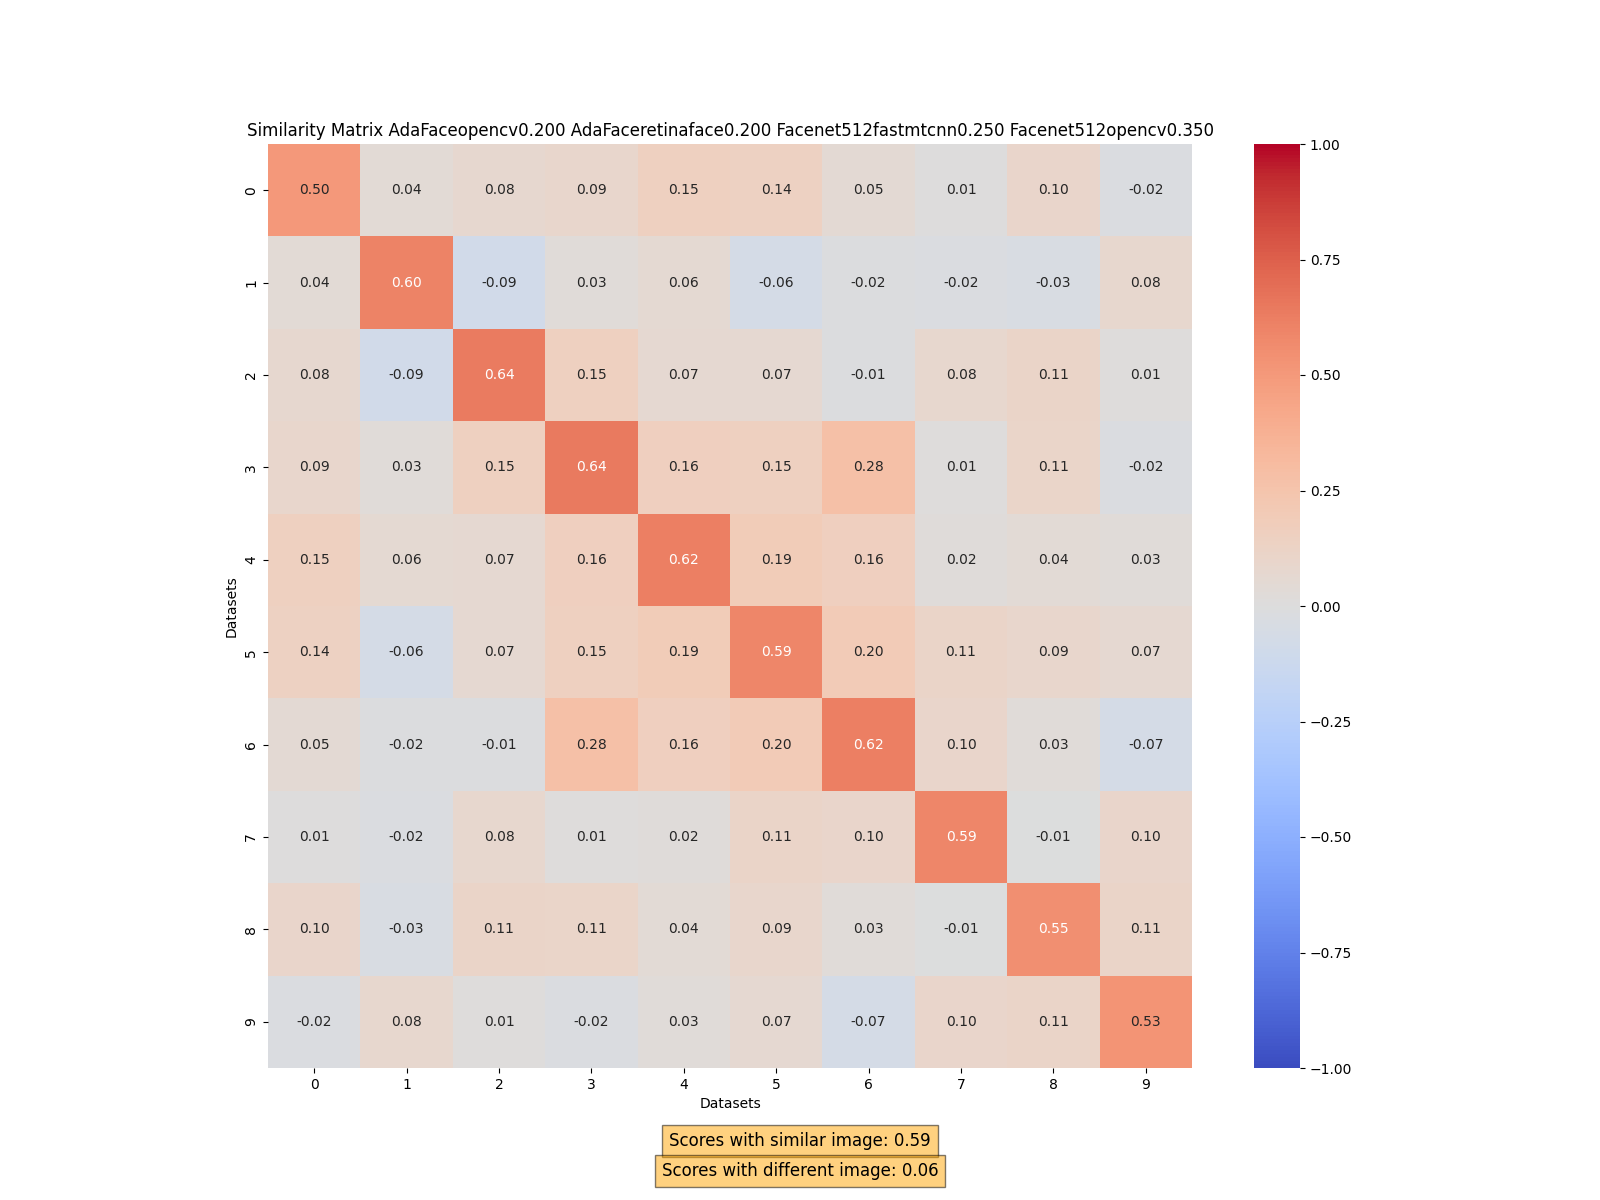 Similarity Matrix AdaFaceopencv0.200 AdaFaceretinaface0.200 Facenet512fastmtcnn0.250 Facenet512opencv0.350
0 0.50 0.04 0.08 0.09 0.15 0.14 0.05 0.01 0.10 -0.02
1 0.04 0.60 -0.09 0.03 0.06 -0.06 -0.02 -0.02 -0.03 0.08
2 0.08 -0.09 0.64 0.15 0.07 0.07 -0.01 0.08 0.11 0.01
3 0.09 0.03 0.15 0.64 0.16 0.15 0.28 0.01 0.11 -0.02
4 0.15 0.06 0.07 0.16 0.62 0.19 0.16 0.02 0.04 0.03
Datasets
5 0.14 -0.06 0.07 0.15 0.19 0.59 0.20 0.11 0.09 0.07
6 0.05 -0.02 -0.01 0.28 0.16 0.20 0.62 0.10 0.03 -0.07
7 0.01 -0.02 0.08 0.01 0.02 0.11 0.10 0.59 -0.01 0.10
8 0.10 -0.03 0.11 0.11 0.04 0.09 0.03 -0.01 0.55 0.11
9 -0.02 0.08 0.01 -0.02 0.03 0.07 -0.07 0.10 0.11 0.53
0 1 2 3 4 5 6 7 8 9
Datasets
1.00
0.75
0.50
0.25
0.00
−0.25
−0.50
−0.75
−1.00
Scores with similar image: 0.59
Scores with different image: 0.06